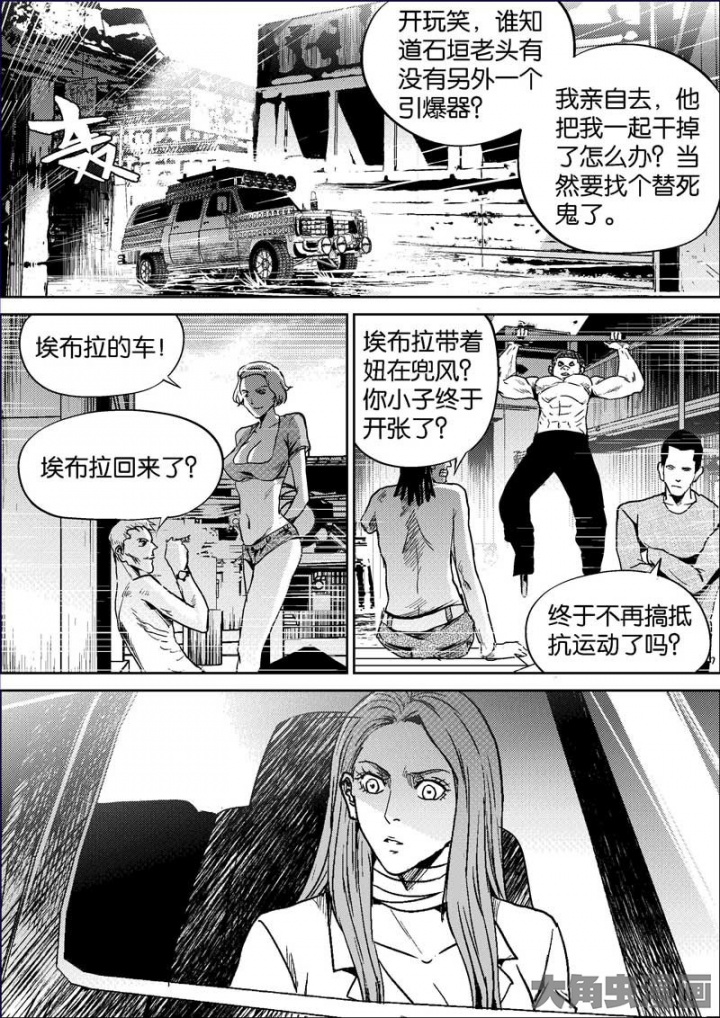 开玩笑，谁知
道石垣老头有
没有另外一个
引爆器？
我亲自去，他
把我一起干掉
了怎么办？当
然要找个替死
鬼了。
轰
埃布拉的车！
埃布拉回来了？
埃布拉带着
妞在兜风？
你小子终于
开张了？
终于不再搞抵
抗运动了吗？
大角虫漫画